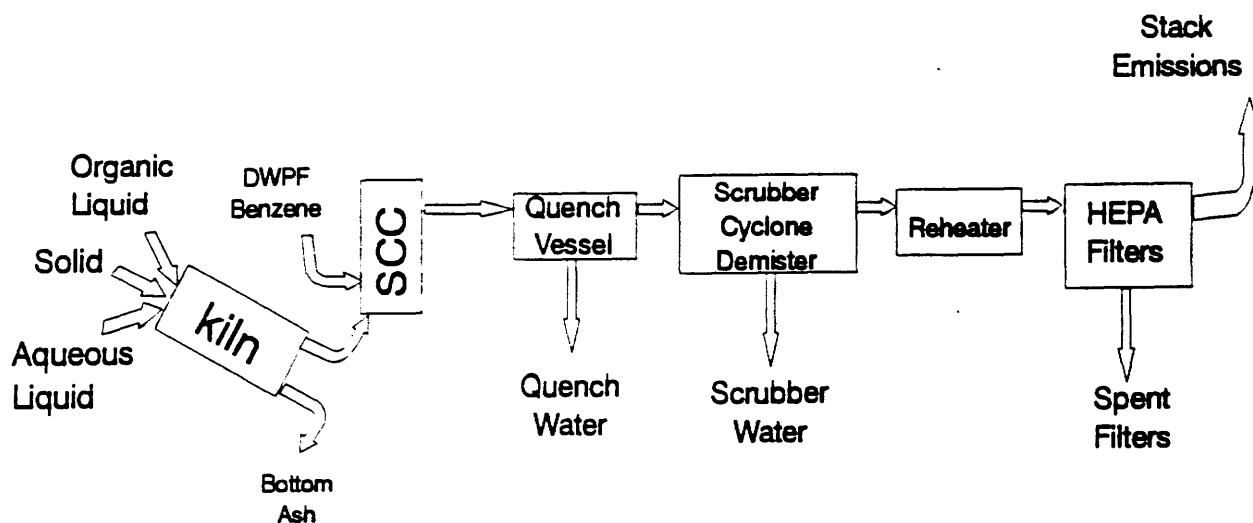 Stack
Emissions
Organic
Liquid
DWPF
Benzene
Solid
Aqueous
Liquid
kiln
SCC
Quench
Vessel
Scrubber
Cyclone
Demister
Reheater
HEPA
Filters
Quench
Water
Scrubber
Water
Spent
Filters
Bottom
Ash